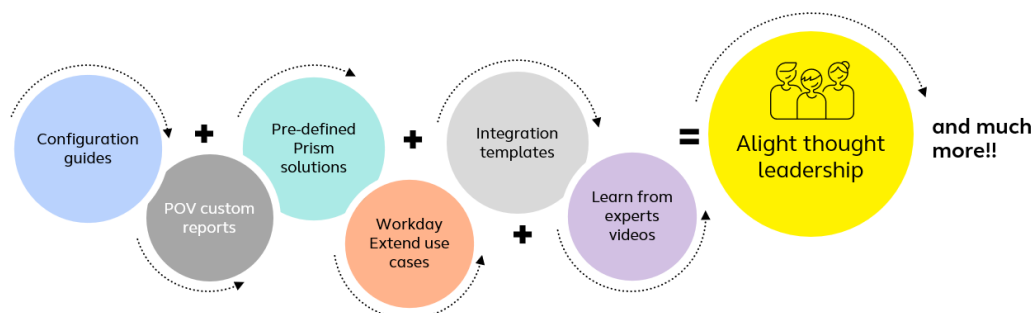 Configuration
guides
+
POV custom
reports
Pre-defined
Prism
solutions
+
Workday
Extend use
cases
Integration
templates
+
Learn from
experts
videos
=
Alight thought
leadership
and much
more!!